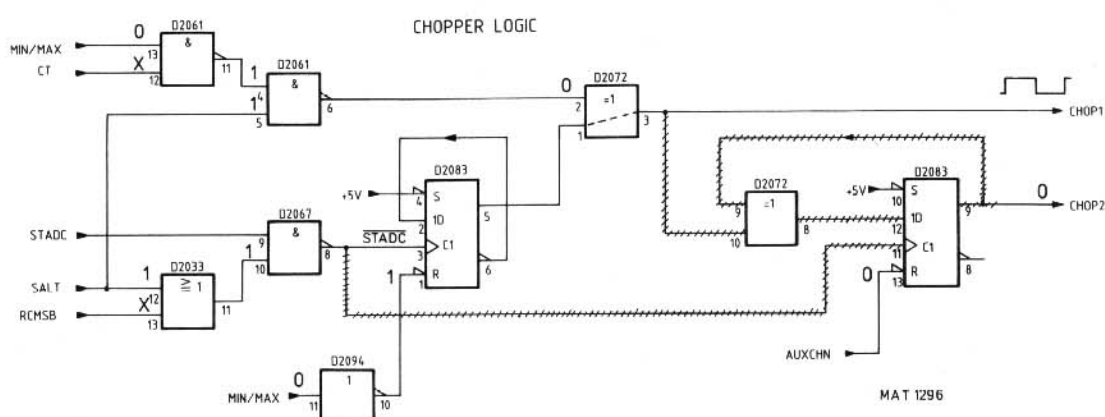 CHOPPER LOGIC
MIN/MAX
0
13
D2061
&
11
CT
X
12
1
4
D2061
&
6
1
5
0
2
D2072
=1
3
1
CHOP1
D2083
+5V
4
S
5
2
1D
3
C1
6
1
1
R
STADC
9
D2067
&
8
STADC
1
10
SALT
1
12
D2033
≥ 1
11
RCMSB
X
13
MIN/MAX
0
11
D2094
1
10
9
D2072
=1
8
10
D2083
+5V
10
S
9
0
CHOP2
12
1D
11
C1
8
0
13
R
AUXCHN
MAT 1296